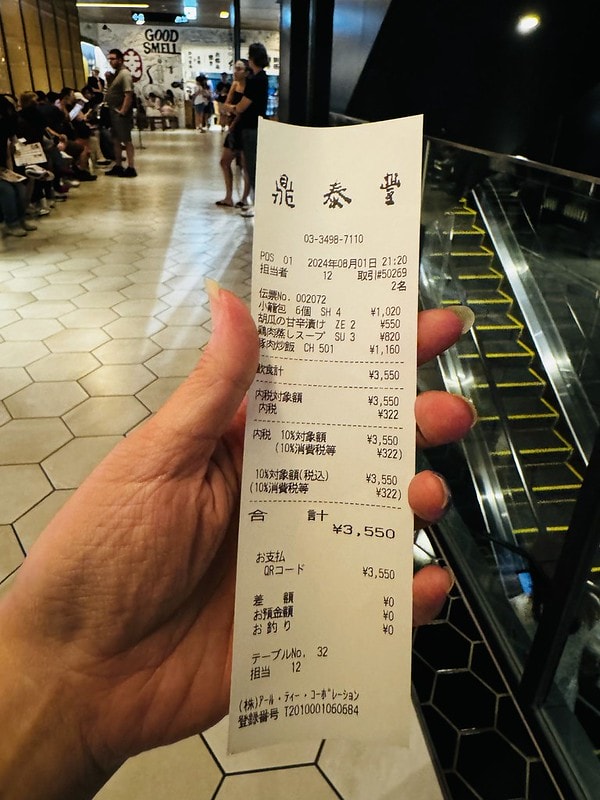 GOOD
SMELL
鼎泰豐
03-3498-7110
POS 01 2024年08月01日 21:20
担当者 12 取引#50269
2名
伝票No. 002072
小籠包 6個 SH 4 ¥1,020
胡瓜の甘辛漬け ZE 2 ¥550
鶏肉蒸しスープ SU 3 ¥820
豚肉炒飯 CH 501 ¥1,160
飲食計 ¥3,550
内税対象額 ¥3,550
内税 ¥322
内税 10%対象額 ¥3,550
(10%消費税等 ¥322)
10%対象額(税込) ¥3,550
(10%消費税等 ¥322)
合 計
¥3,550
お支払
QRコード ¥3,550
差 額 ¥0
お預金額 ¥0
お釣り ¥0
テーブルNo. 32
担当 12
(株)アール・ティー・コーポレーション
登録番号 T2010001060684